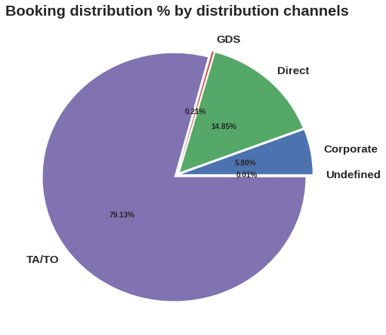 Booking distribution % by distribution channels
GDS
Direct
0.21%
14.85%
Corporate
5.80%
0.01%
Undefined
79.13%
TA/TO